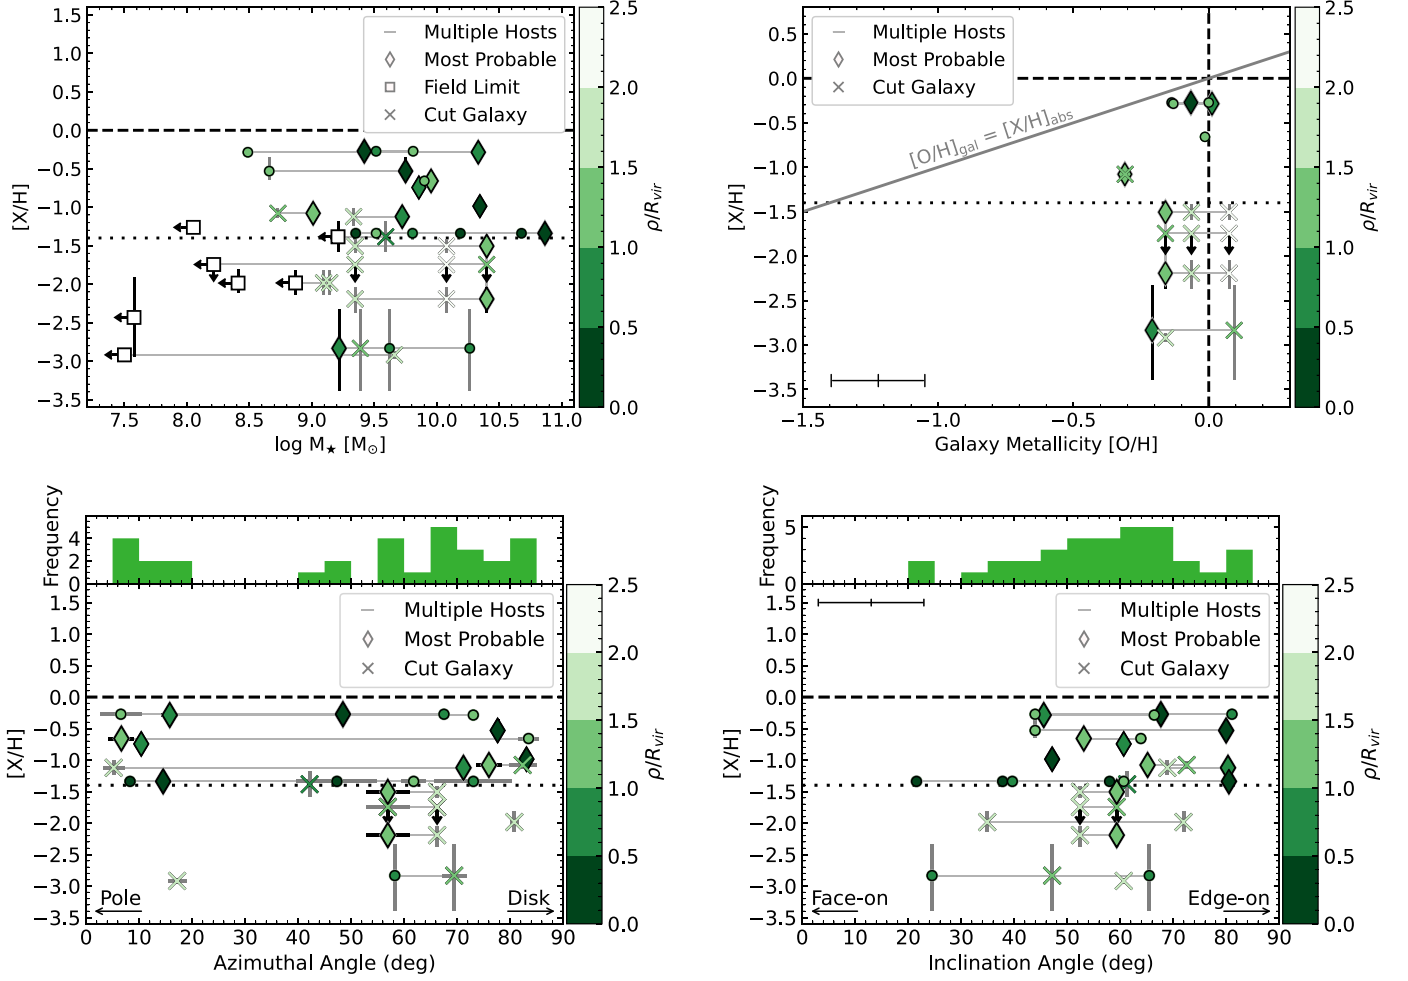 1.5
1.0
0.5
0.0
−0.5
−1.0
−1.5
−2.0
−2.5
−3.0
−3.5
[X/H]
Multiple Hosts
Most Probable
Field Limit
Cut Galaxy
7.5 8.0 8.5 9.0 9.5 10.0 10.5 11.0
log M★ [M⊙]
2.5
2.0
1.5
1.0
0.5
0.0
ρ/Rvir
0.5
0.0
−0.5
−1.0
−1.5
−2.0
−2.5
−3.0
−3.5
[X/H]
Multiple Hosts
Most Probable
Cut Galaxy
[O/H]gal = [X/H]abs
−1.5 −1.0 −0.5 0.0
Galaxy Metallicity [O/H]
2.5
2.0
1.5
1.0
0.5
0.0
ρ/Rvir
Frequency
4
2
0
1.5
1.0
0.5
0.0
−0.5
−1.0
−1.5
−2.0
−2.5
−3.0
−3.5
[X/H]
Multiple Hosts
Most Probable
Cut Galaxy
Pole
Disk
0 10 20 30 40 50 60 70 80 90
Azimuthal Angle (deg)
2.5
2.0
1.5
1.0
0.5
0.0
ρ/Rvir
Frequency
5
0
1.5
1.0
0.5
0.0
−0.5
−1.0
−1.5
−2.0
−2.5
−3.0
−3.5
[X/H]
Multiple Hosts
Most Probable
Cut Galaxy
Face-on
Edge-on
0 10 20 30 40 50 60 70 80 90
Inclination Angle (deg)
2.5
2.0
1.5
1.0
0.5
0.0
ρ/Rvir